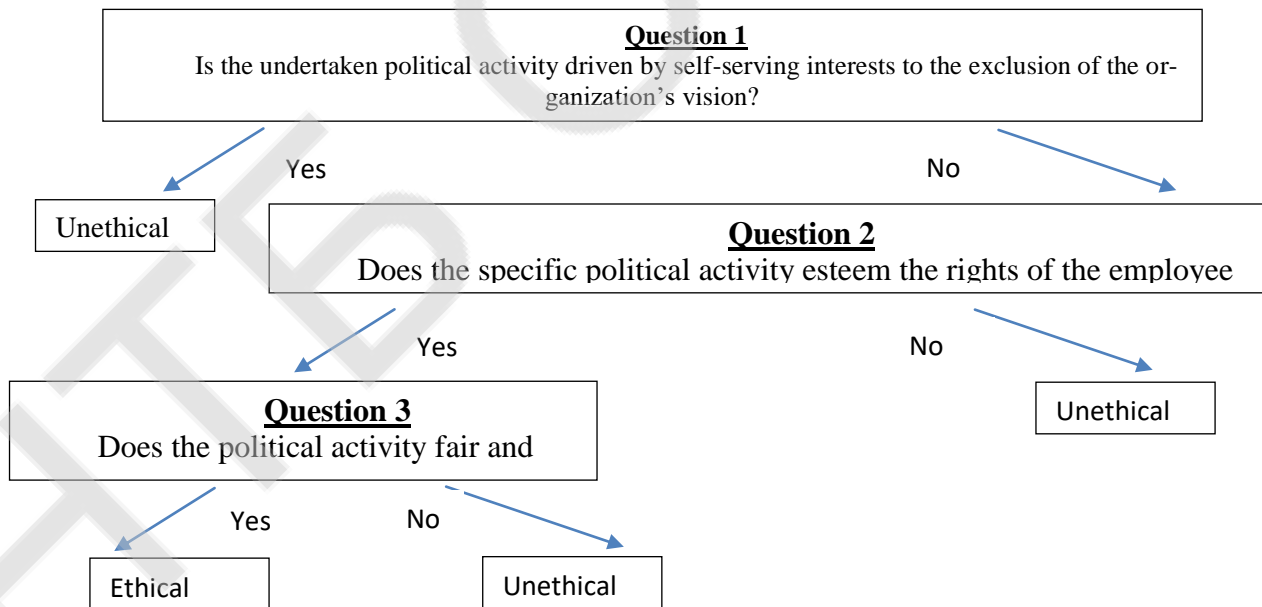 Question 1
Is the undertaken political activity driven by self-serving interests to the exclusion of the or-
ganization's vision?
Yes
No
Unethical
Question 2
Does the specific political activity esteem the rights of the employee
Yes
No
Question 3
Does the political activity fair and
Unethical
Yes
No
Ethical
Unethical
НТБ